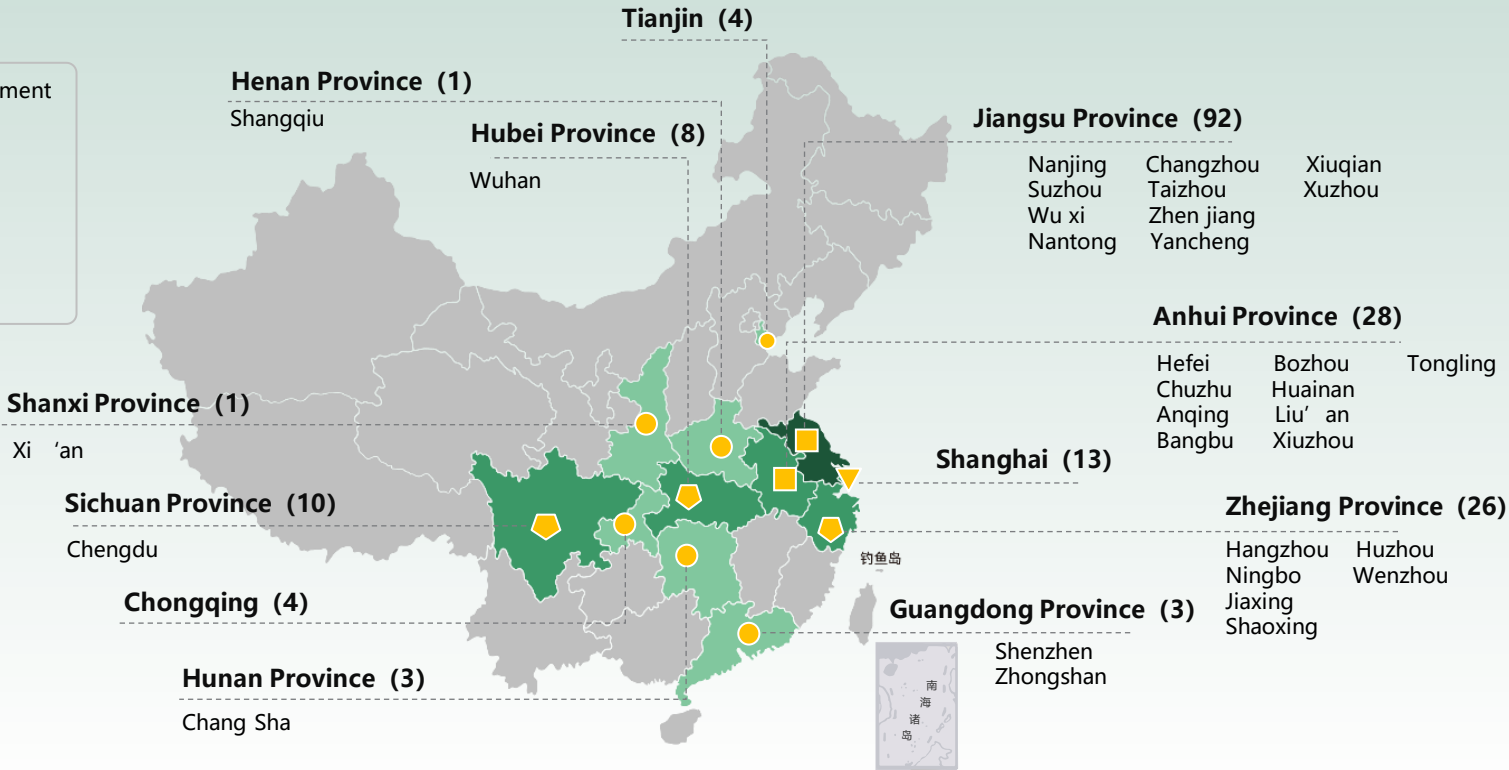 Tianjin (4)
ment
Henan Province (1)
Shangqiu
Hubei Province (8)
Wuhan
Jiangsu Province (92)
Nanjing Changzhou Xiuqian
Suzhou Taizhou Xuzhou
Wu xi Zhen jiang
Nantong Yancheng
Anhui Province (28)
Hefei Bozhou Tongling
Chuzhu Huainan
Anqing Liu’ an
Bangbu Xiuzhou
Shanxi Province (1)
Xi ‘an
Shanghai (13)
Sichuan Province (10)
Chengdu
Zhejiang Province (26)
Hangzhou Huzhou
Ningbo Wenzhou
Jiaxing
Shaoxing
钓鱼岛
Chongqing (4)
Guangdong Province (3)
Shenzhen
Zhongshan
Hunan Province (3)
Chang Sha
南
海
诸
岛